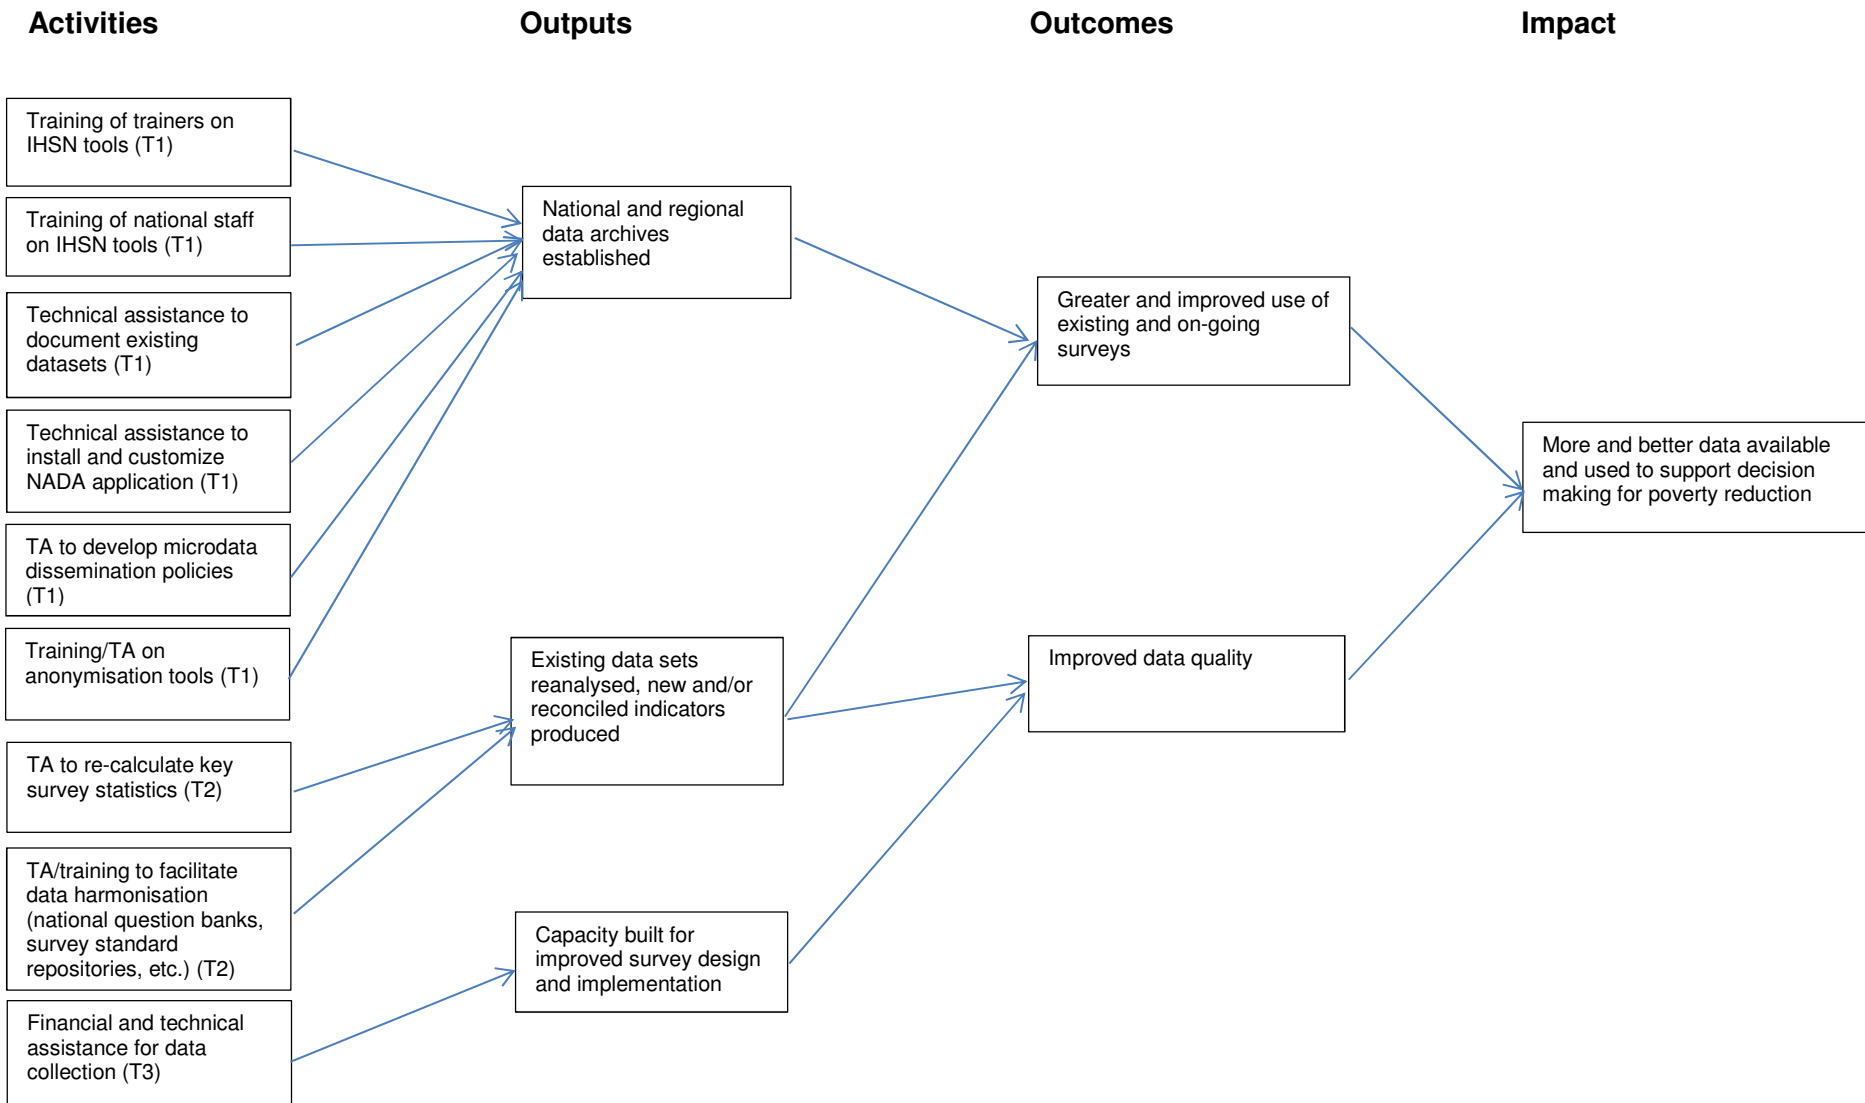 Activities
Outputs
Outcomes
Impact
Training of trainers on
IHSN tools (T1)
Training of national staff
on IHSN tools (T1)
Technical assistance to
document existing
datasets (T1)
Technical assistance to
install and customize
NADA application (T1)
TA to develop microdata
dissemination policies
(T1)
Training/TA on
anonymisation tools (T1)
TA to re-calculate key
survey statistics (T2)
TA/training to facilitate
data harmonisation
(national question banks,
survey standard
repositories, etc.) (T2)
Financial and technical
assistance for data
collection (T3)
National and regional
data archives
established
Existing data sets
reanalysed, new and/or
reconciled indicators
produced
Capacity built for
improved survey design
and implementation
Greater and improved use of
existing and on-going
surveys
Improved data quality
More and better data available
and used to support decision
making for poverty reduction